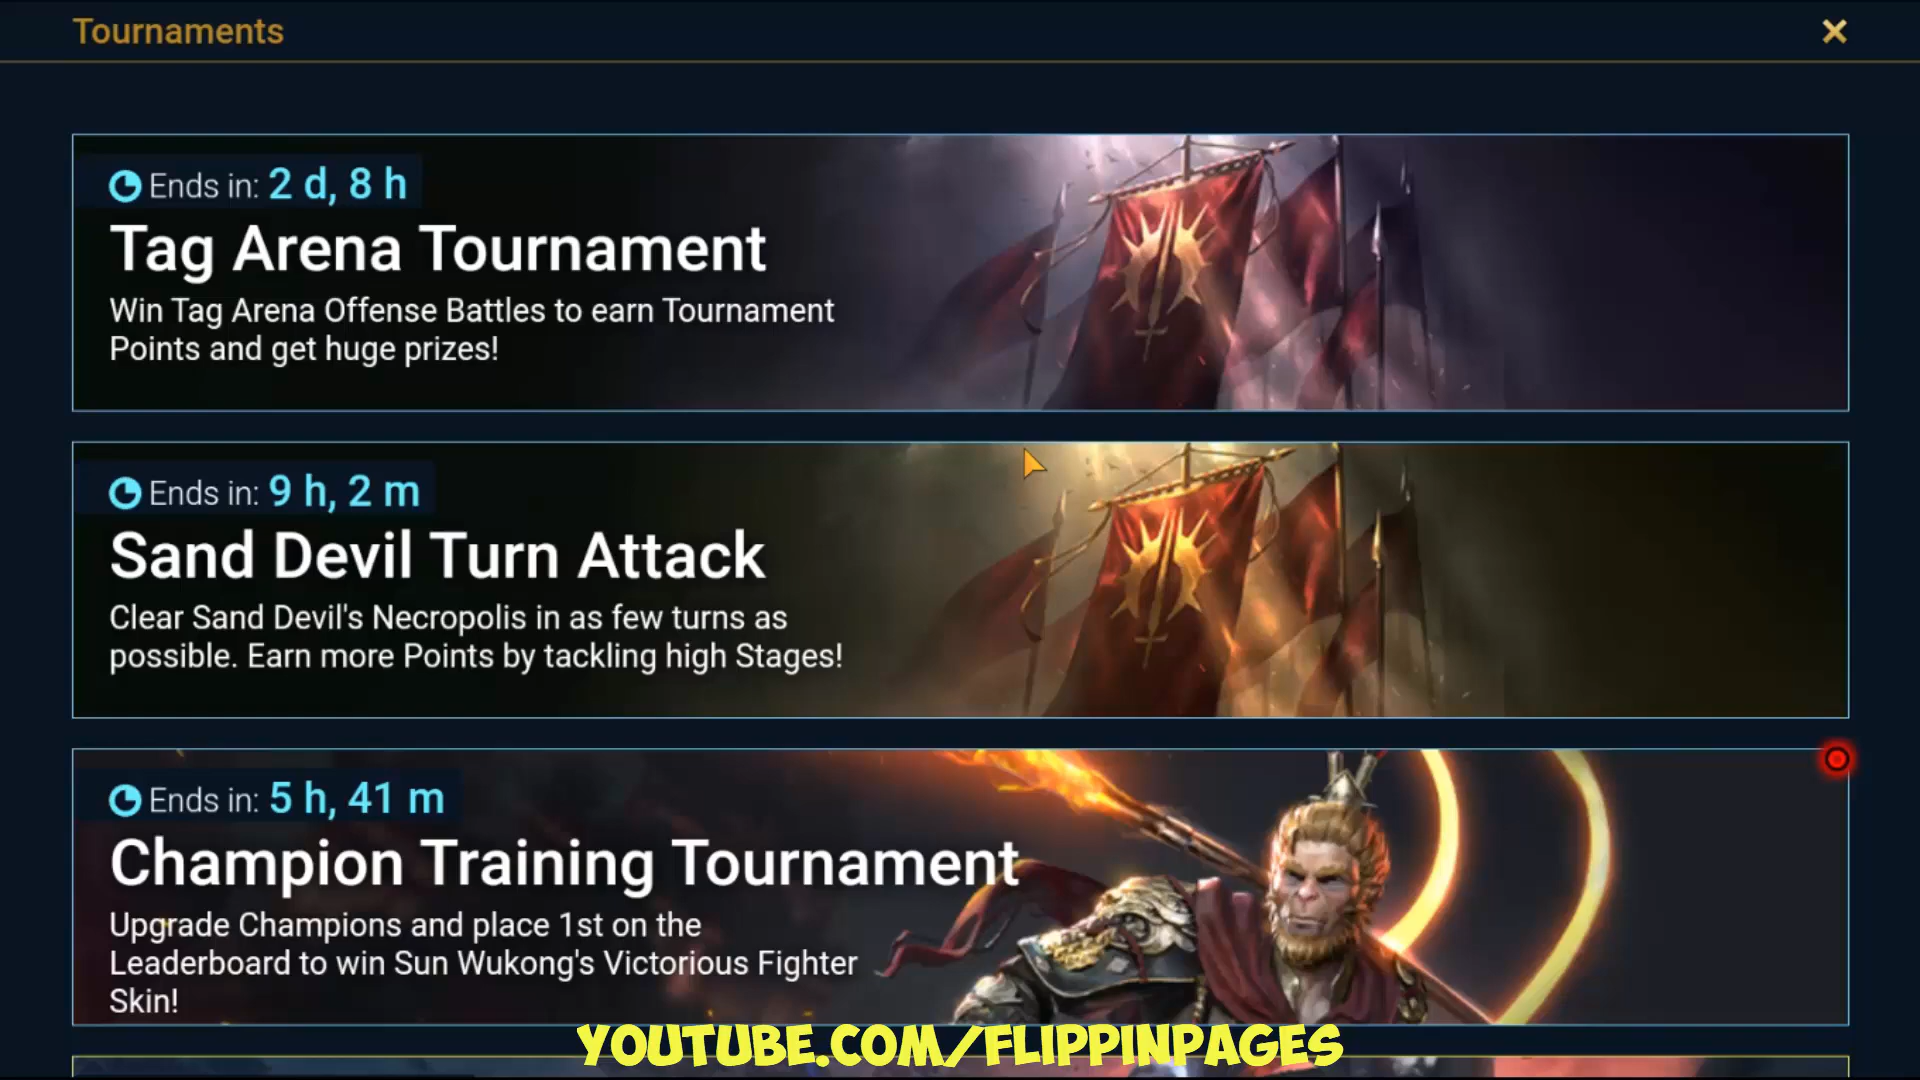 Tournaments
Ends in: 2 d, 8 h
Tag Arena Tournament
Win Tag Arena Offense Battles to earn Tournament
Points and get huge prizes!
Ends in: 9 h, 2 m
Sand Devil Turn Attack
Clear Sand Devil's Necropolis in as few turns as
possible. Earn more Points by tackling high Stages!
Ends in: 5 h, 41 m
Champion Training Tournament
Upgrade Champions and place 1st on the
Leaderboard to win Sun Wukong's Victorious Fighter
Skin!
YOUTUBE.COM/FLIPPINPAGES